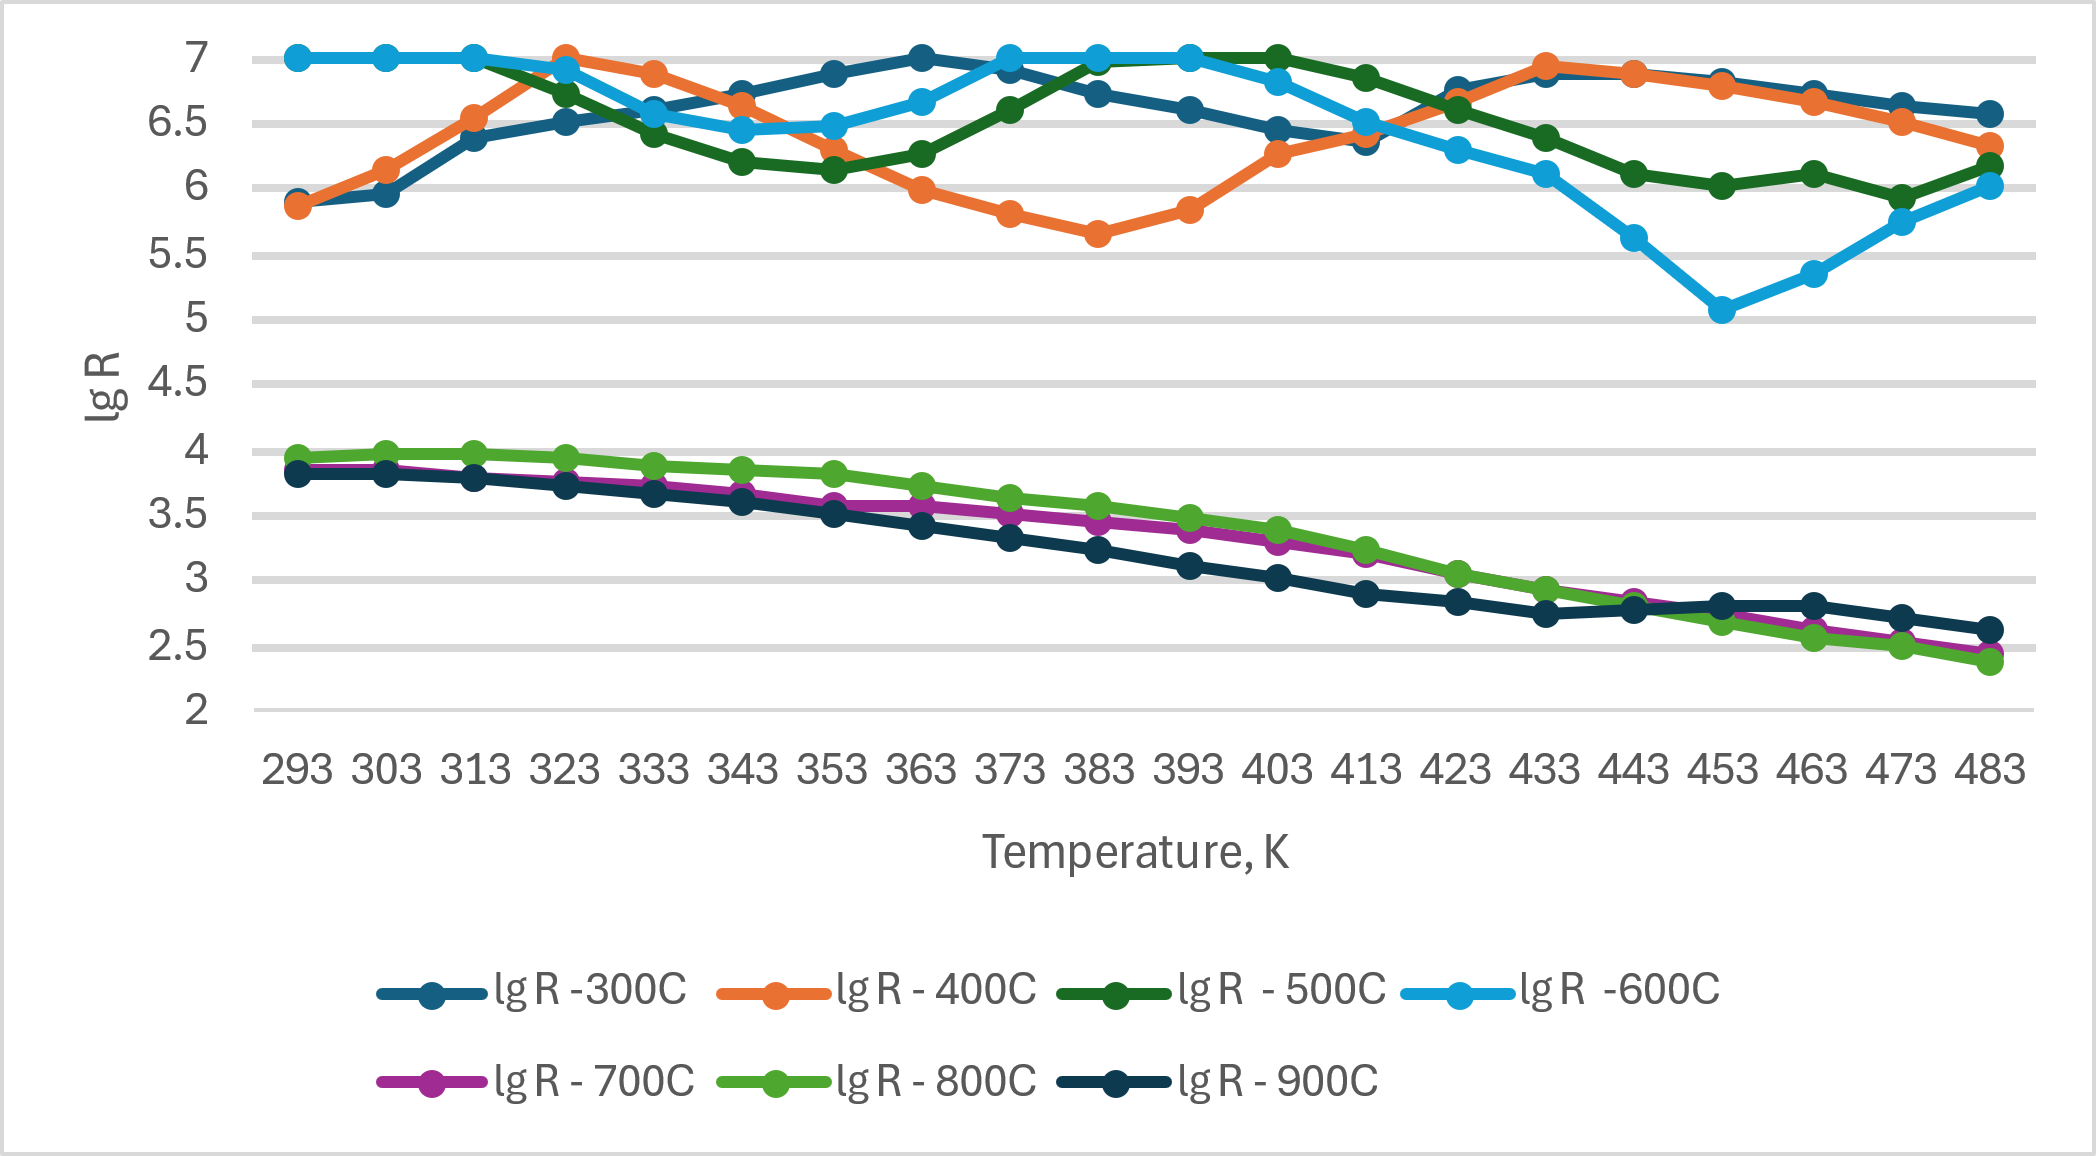 7
6.5
6
5.5
5
4.5
4
3.5
3
2.5
2
lg R
293 303 313 323 333 343 353 363 373 383 393 403 413 423 433 443 453 463 473 483
Temperature, K
lg R -300C lg R - 400C lg R  - 500C lg R  -600C
lg R - 700C lg R - 800C lg R - 900C